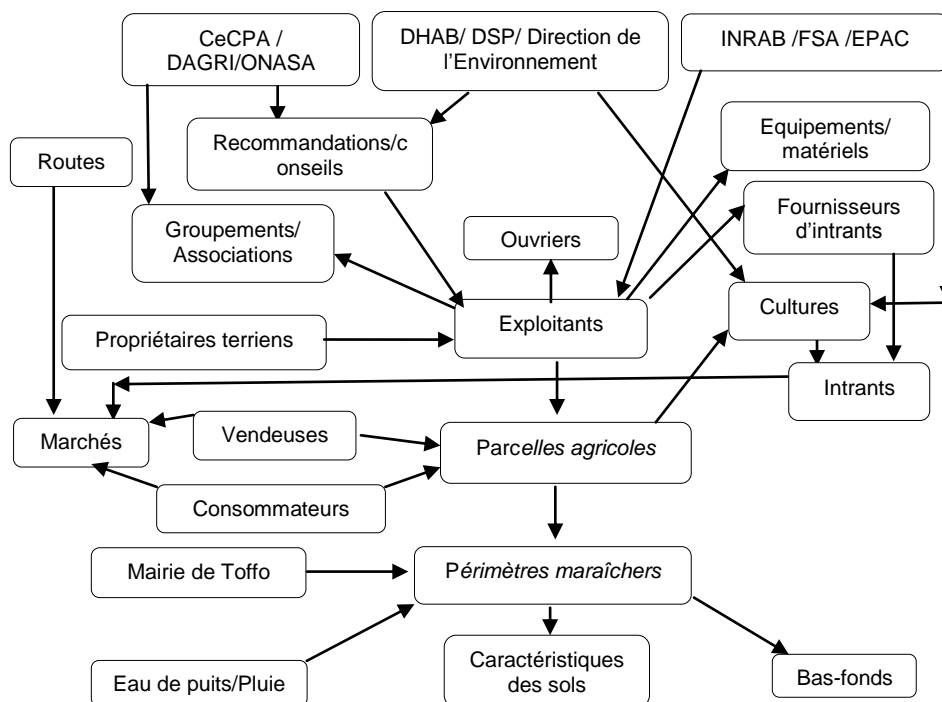 CeCPA /
DAGRI/ONASA
DHAB/ DSP/ Direction de
l'Environnement
INRAB /FSA /EPAC
Recommandations/c
onseils
Equipements/
matériels
Routes
Fournisseurs
d'intrants
Groupements/
Associations
Ouvriers
Cultures
Exploitants
Propriétaires terriens
Intrants
Marchés
Vendeuses
Parcelles agricoles
Consommateurs
Mairie de Toffo
Périmètres maraîchers
Eau de puits/Pluie
Caractéristiques
des sols
Bas-fonds